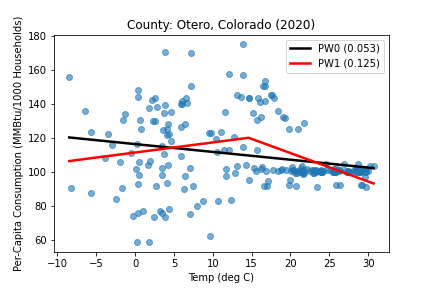 County: Otero, Colorado (2020)
Per-Capita Consumption (MMBtu/1000 Households)
180
160
140
120
100
80
60
PW0 (0.053)
PW1 (0.125)
−10 −5 0 5 10 15 20 25 30
Temp (deg C)